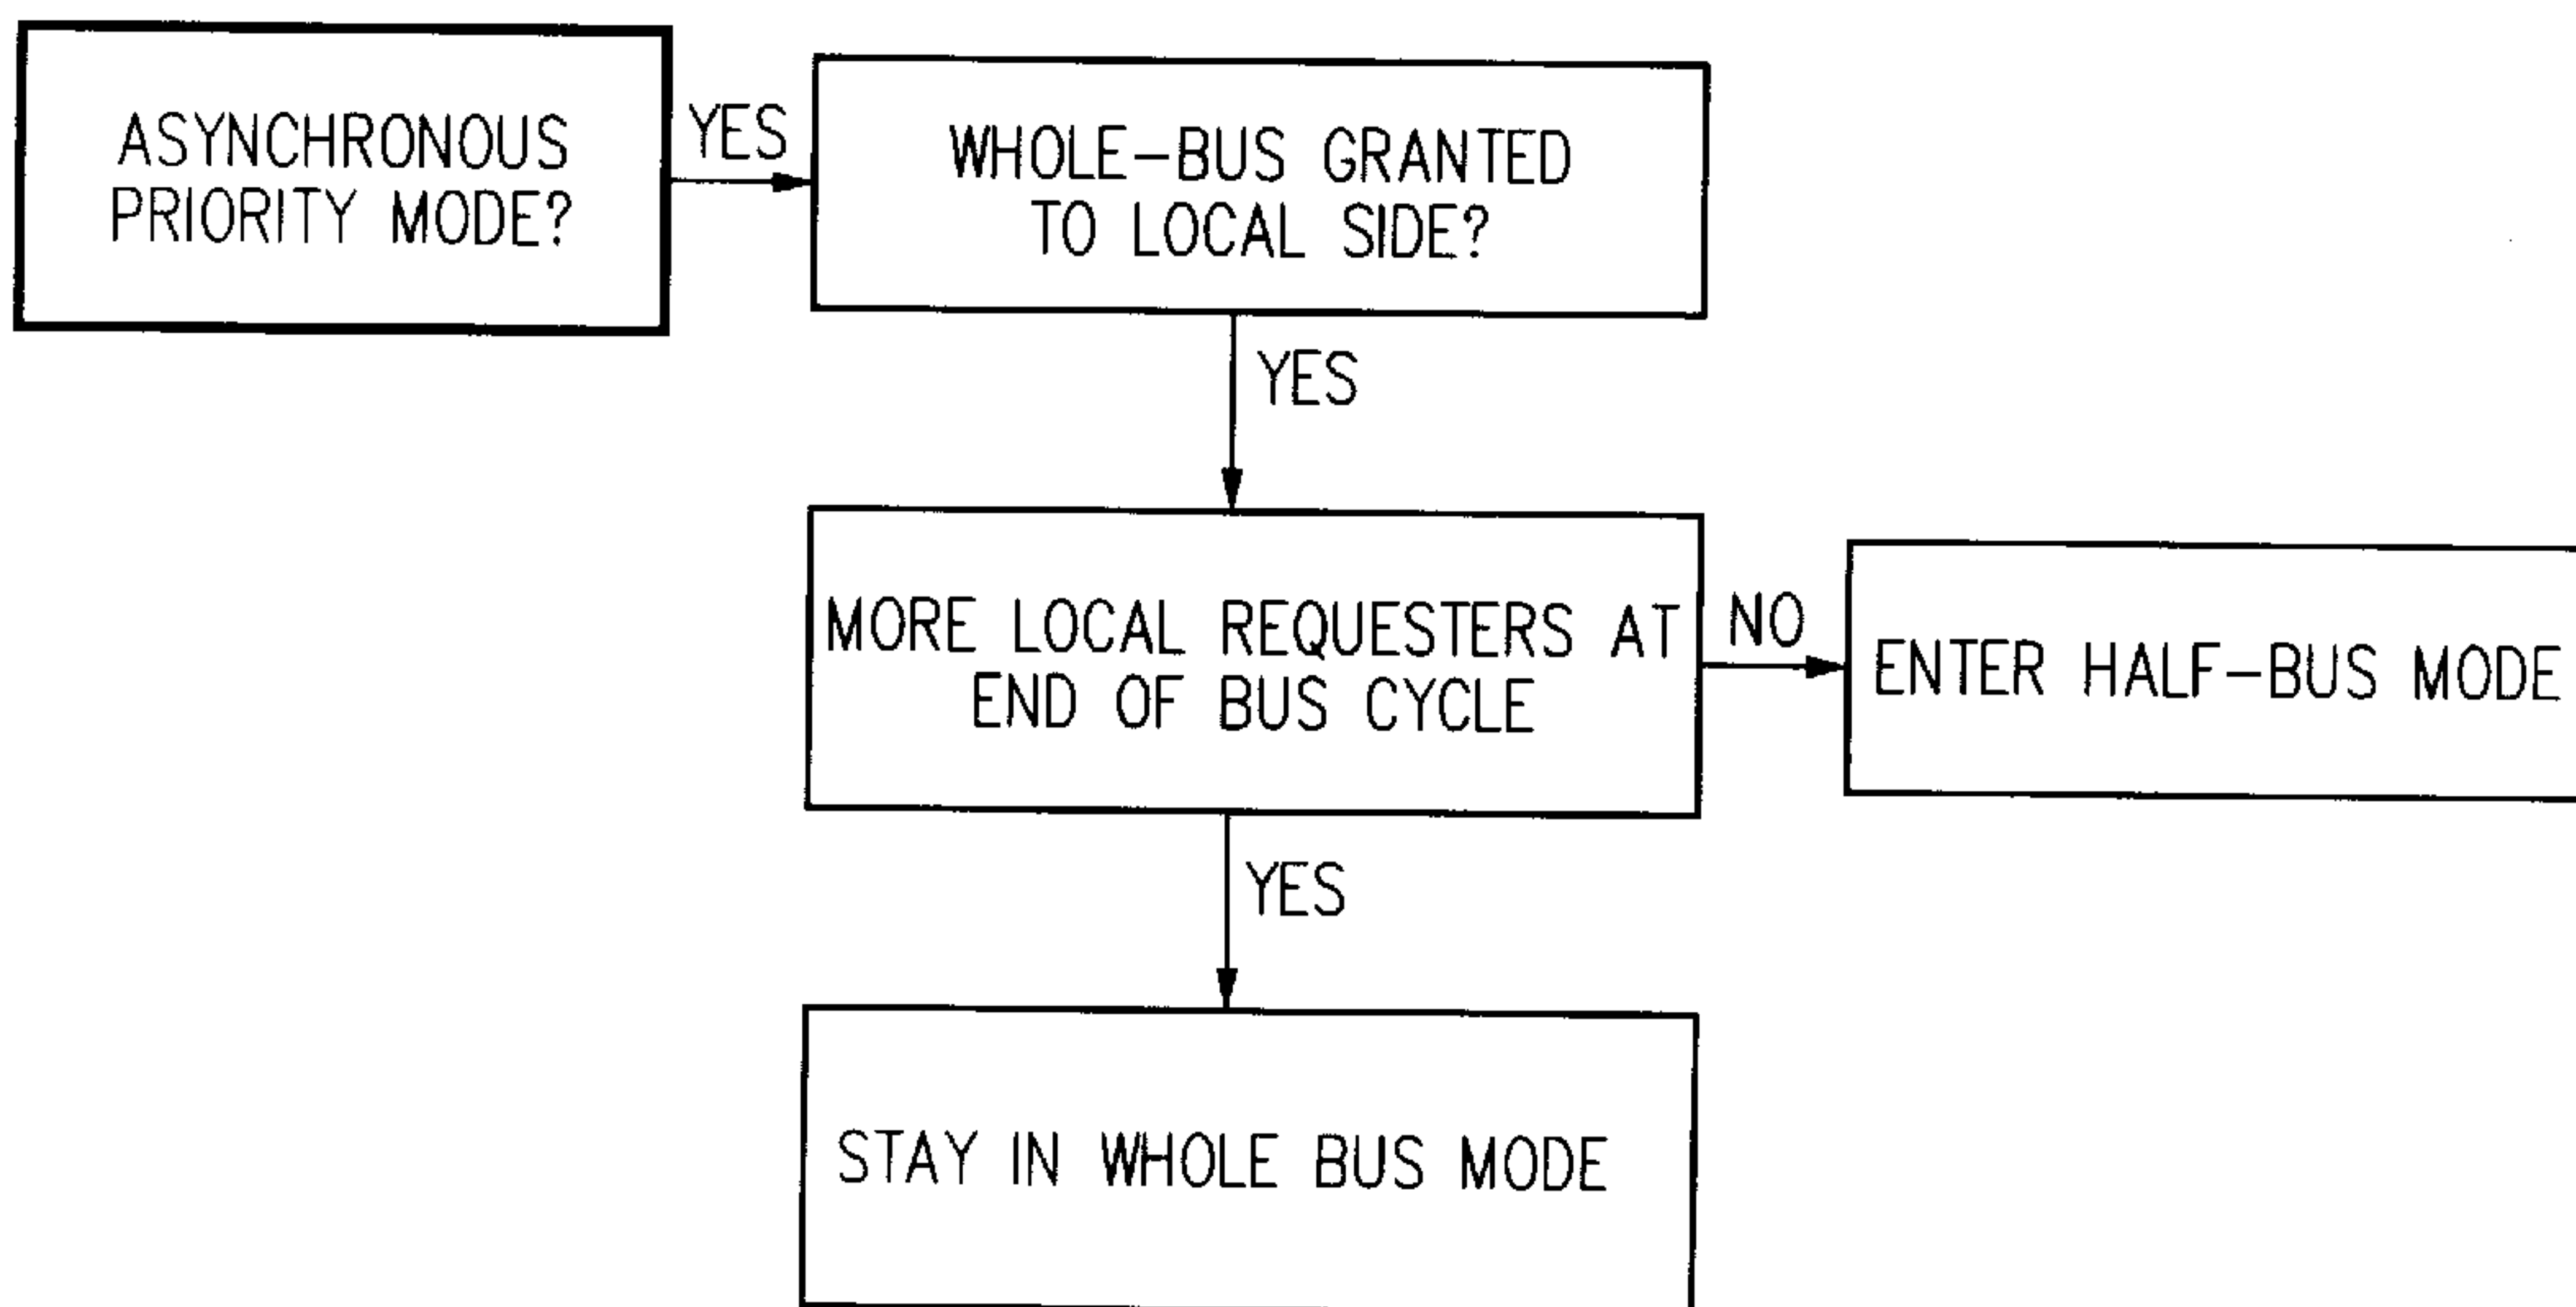 ASYNCHRONOUS
PRIORITY MODE?
YES
WHOLE-BUS GRANTED
TO LOCAL SIDE?
YES
MORE LOCAL REQUESTERS AT
END OF BUS CYCLE
NO
ENTER HALF-BUS MODE
YES
STAY IN WHOLE BUS MODE